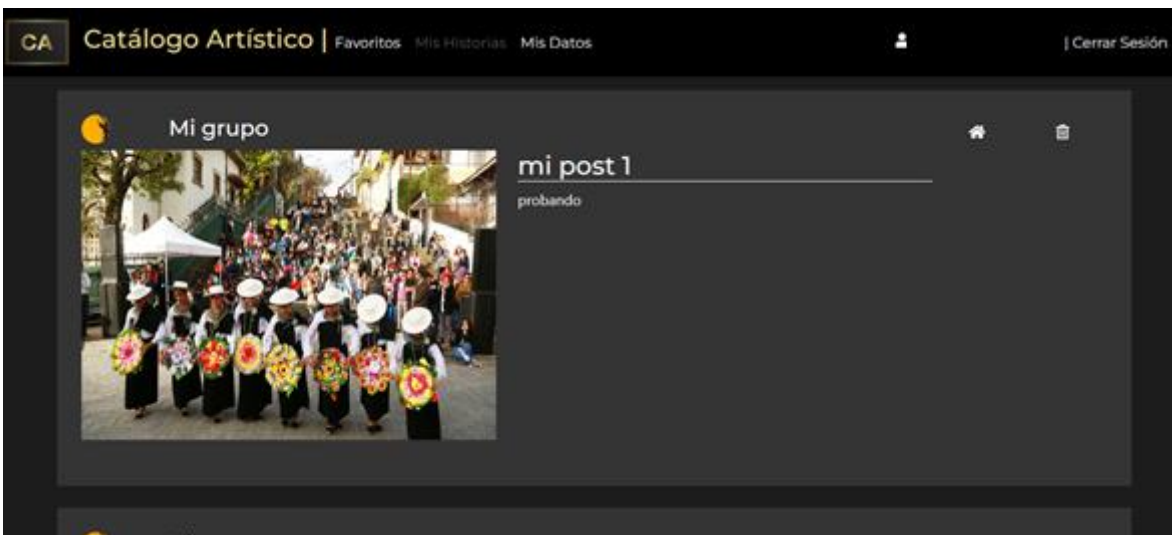 CA Catálogo Artístico | Favoritos Mis Historias Mis Datos | Cerrar Sesión
Mi grupo
mi post 1
probando